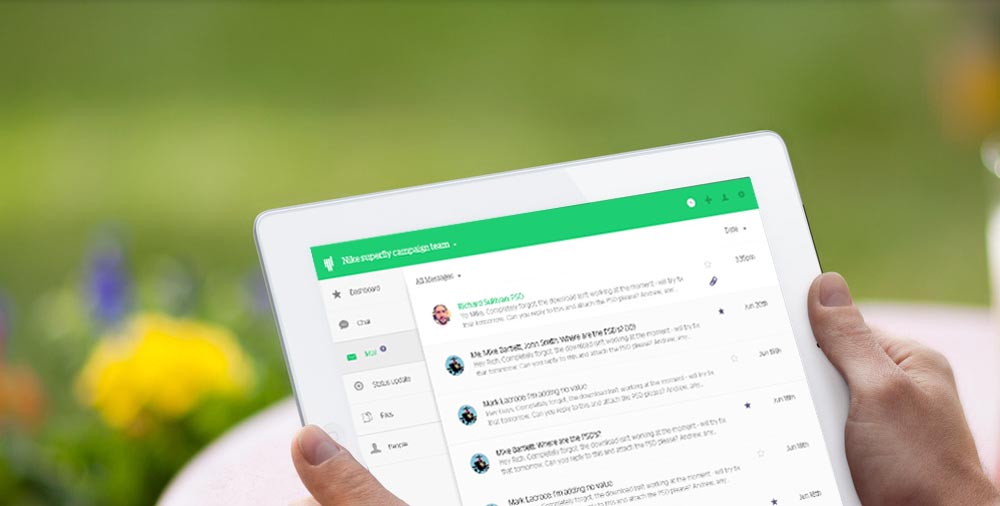 Nike superfly campaign team
Dashboard
All Messages
Date
Chat
Richard Sullivan: PSD
3:35pm
Yo Mike, Completely forgot the download isn't working at the moment - will try fix
that tomorrow. Can you reply to this and attach the PSD please? Andrew, any...
Mail
Me, Mike Bartlett, John Smith: Where are the PSD's? (10)
Jun 20th
Hey Rich, Completely forgot, the download isn't working at the moment - will try fix
that tomorrow. Can you reply to this and attach the PSD please? Andrew, any...
Status update
Mark Lacroce: I'm adding no value
Jun 19th
Hey Guys, Completely forgot, the download isn't working at the moment - will try fix
that tomorrow. Can you reply to this and attach the PSD please? Andrew, any...
Files
Mike Bartlett: Where are the PSD's?
Jun 18th
Hey Rich, Completely forgot, the download isn't working at the moment - will try fix
that tomorrow. Can you reply to this and attach the PSD please? Andrew, any...
People
Mark Lacroce: I'm adding no value
Jun 18th
Hey Guys, Completely forgot, the download isn't working at the moment - will try fix
that tomorrow. Can you reply to this and attach the PSD please? Andrew, any...
Jun 16th